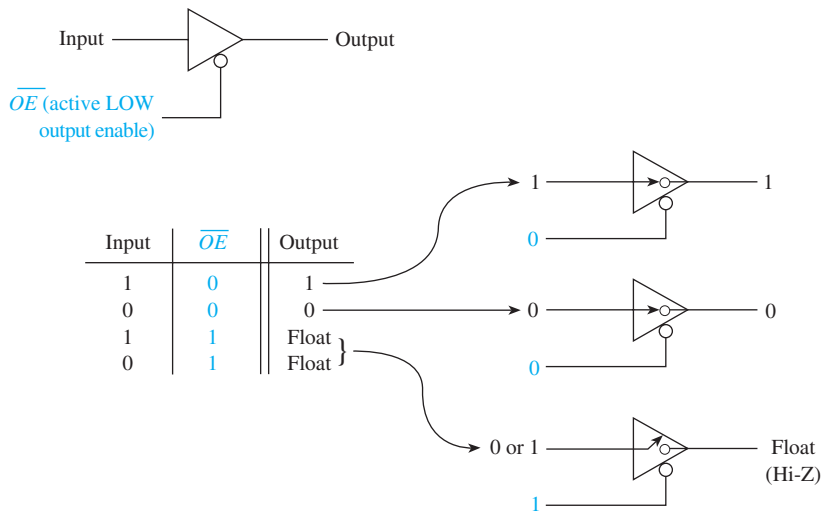 Input Output
OE (active LOW
output enable)
1 1
0
Input OE Output
1 0 1
0 0 0
1 1 Float
0 1 Float
}
0 0
0
0 or 1 Float
(Hi-Z)
1